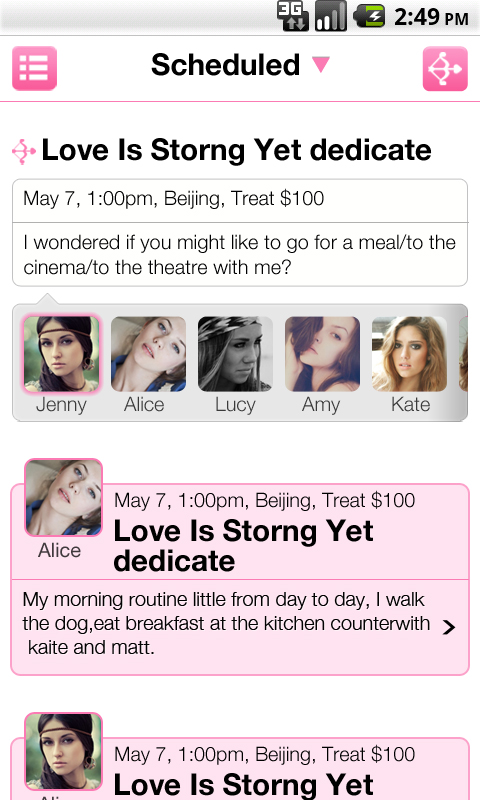 3G
2:49 PM
Scheduled
Love Is Storng Yet dedicate
May 7, 1:00pm, Beijing, Treat $100
I wondered if you might like to go for a meal/to the
cinema/to the theatre with me?
Jenny Alice Lucy Amy Kate
May 7, 1:00pm, Beijing, Treat $100
Love Is Storng Yet
dedicate
Alice
My morning routine little from day to day, I walk
the dog,eat breakfast at the kitchen counterwith
kaite and matt.
May 7, 1:00pm, Beijing, Treat $100
Love Is Storng Yet